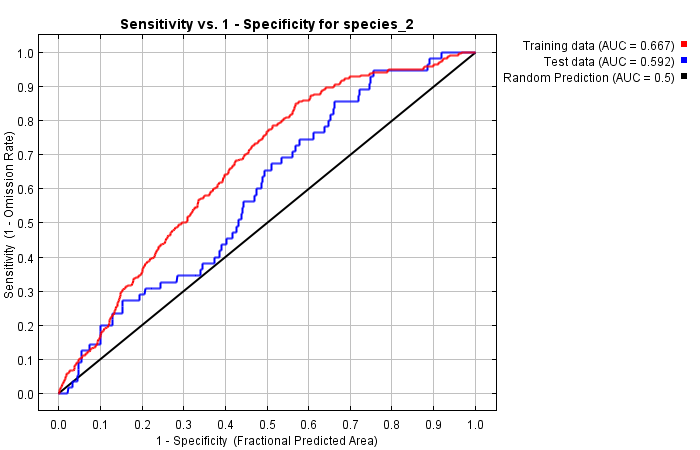 Sensitivity vs. 1 - Specificity for species_2
Training data (AUC = 0.667)
Test data (AUC = 0.592)
Random Prediction (AUC = 0.5)
Sensitivity (1 - Omission Rate)
1.0
0.9
0.8
0.7
0.6
0.5
0.4
0.3
0.2
0.1
0.0
0.0 0.1 0.2 0.3 0.4 0.5 0.6 0.7 0.8 0.9 1.0
1 - Specificity (Fractional Predicted Area)